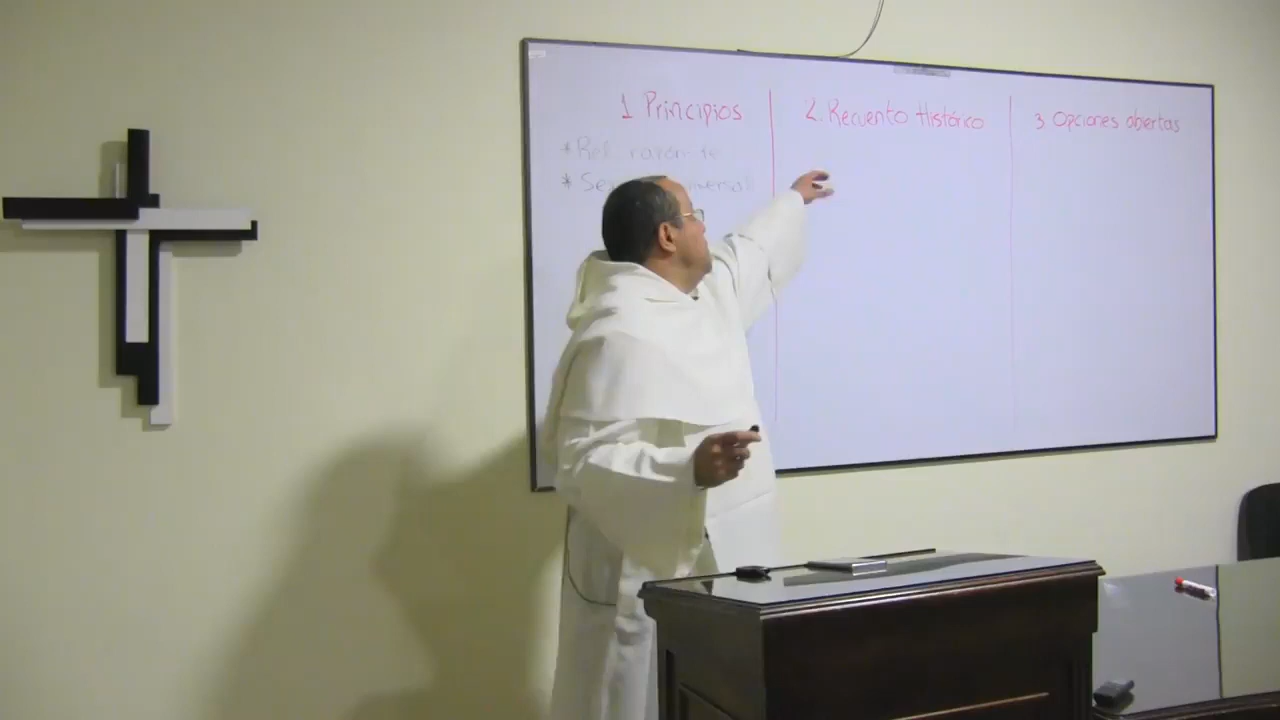 1 Principios
2. Recuento Histórico
3 Opciones abiertas
* Rel. razón-fe
*